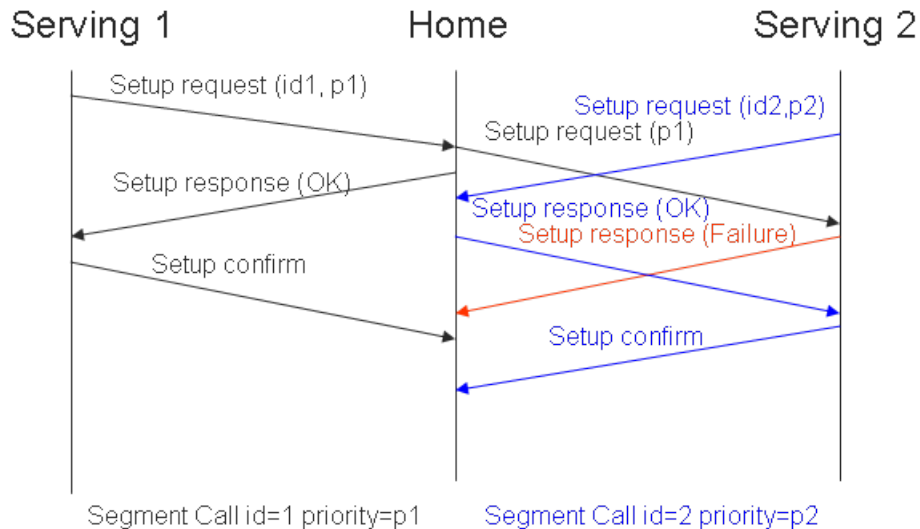 Serving 1 Home Serving 2
Setup request (id1, p1)
Setup request (id2,p2)
Setup request (p1)
Setup response (OK)
Setup response (OK)
Setup response (Failure)
Setup confirm
Setup confirm
Segment Call id=1 priority=p1 Segment Call id=2 priority=p2